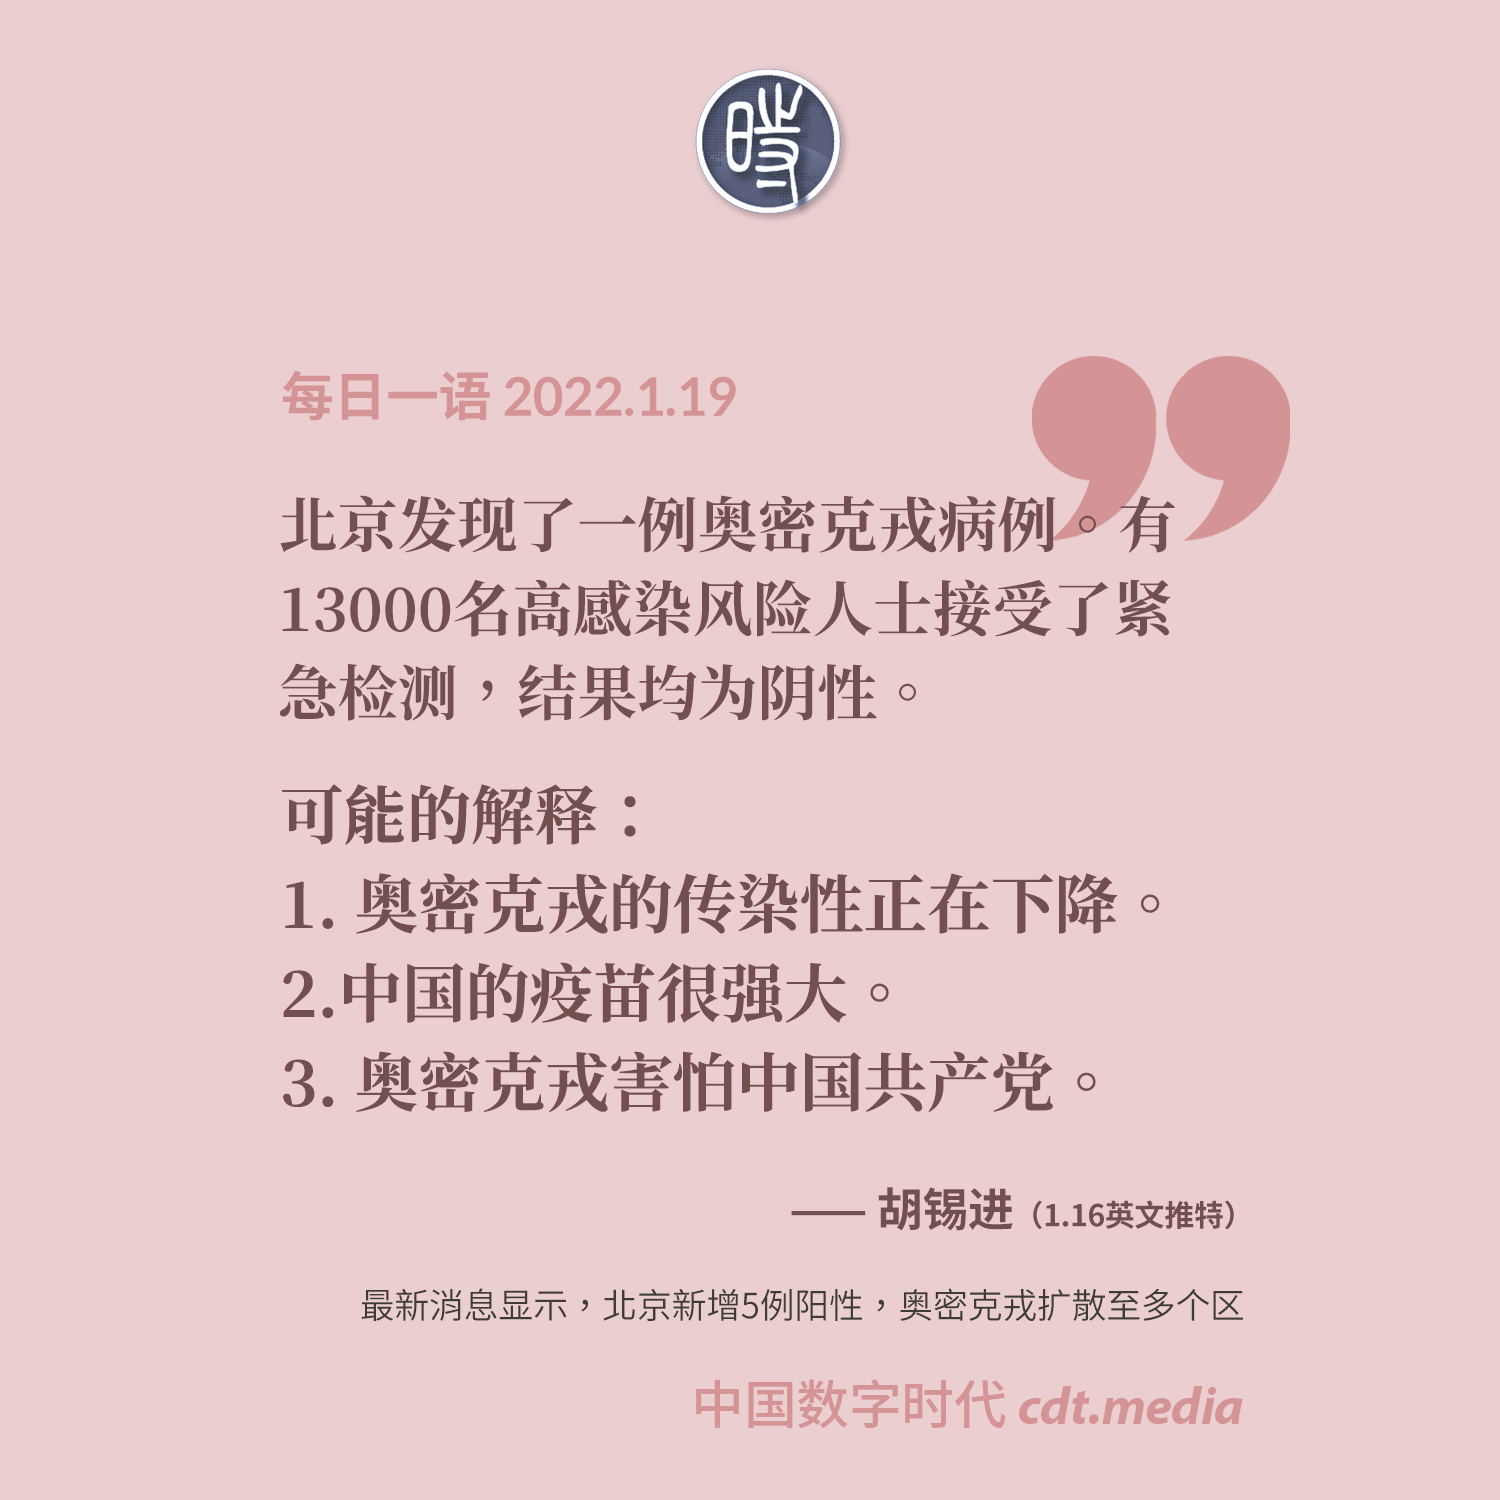 時
每日一语 2022.1.19
北京发现了一例奥密克戎病例。有
13000名高感染风险人士接受了紧
急检测，结果均为阴性。
可能的解释：
1. 奥密克戎的传染性正在下降。
2.中国的疫苗很强大。
3. 奥密克戎害怕中国共产党。
—— 胡锡进（1.16英文推特）
最新消息显示，北京新增5例阳性，奥密克戎扩散至多个区
中国数字时代 cdt.media